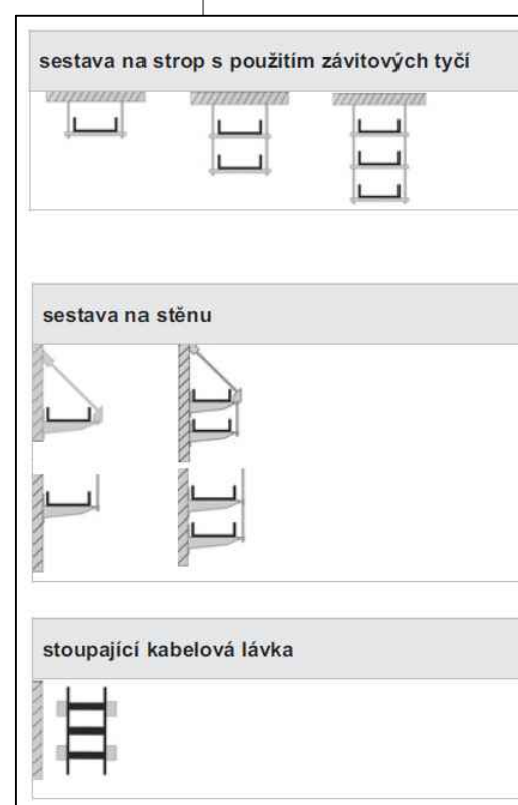 sestava na strop s použitím závitových tyčí
sestava na stěnu
stoupající kabelová lávka